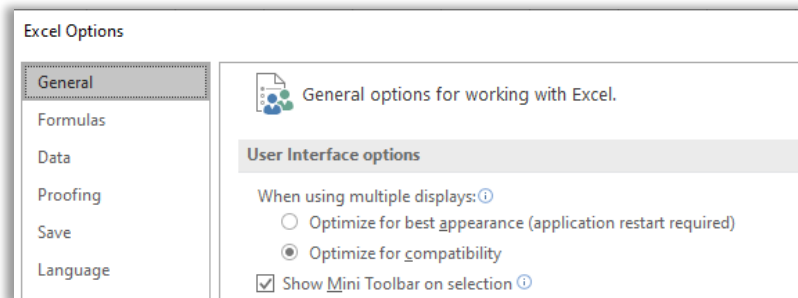 Excel Options
General
Formulas
Data
Proofing
Save
Language
General options for working with Excel.
User Interface options
When using multiple displays:
Optimize for best appearance (application restart required)
Optimize for compatibility
Show Mini Toolbar on selection